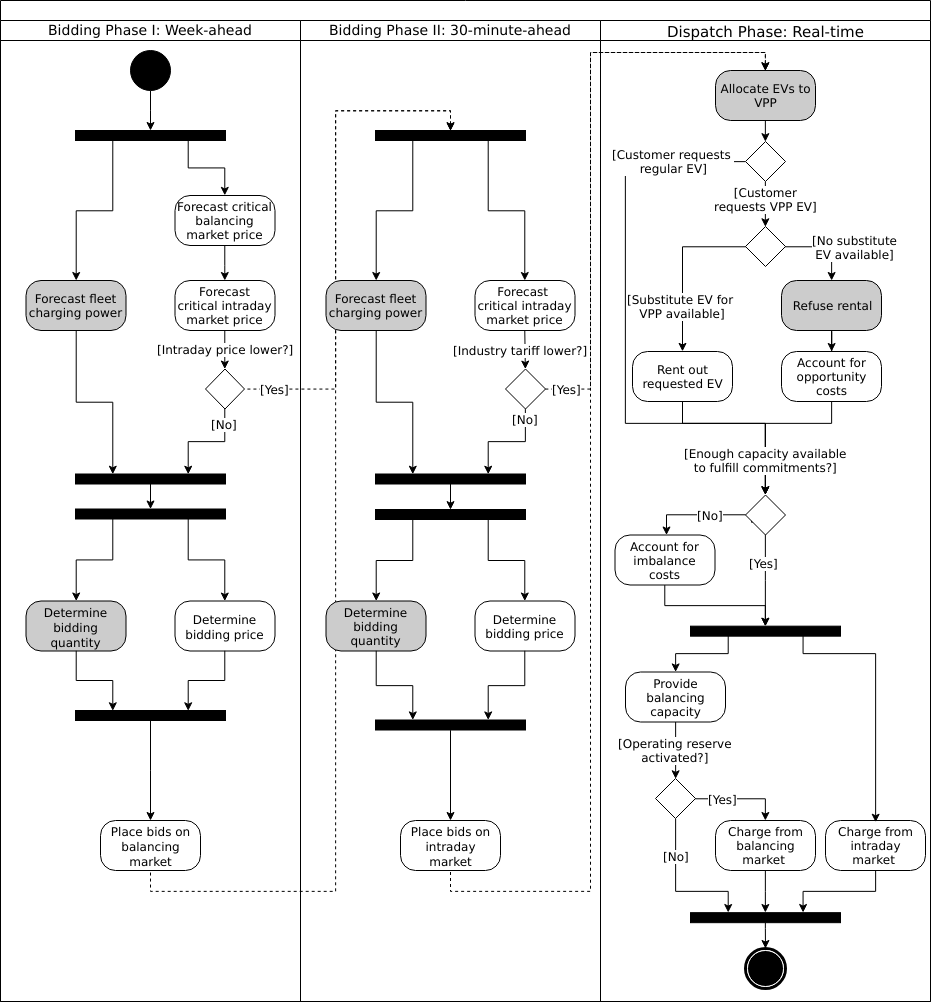 Bidding Phase I: Week-ahead
Bidding Phase II: 30-minute-ahead
Dispatch Phase: Real-time
Forecast critical
balancing
market price
Forecast fleet
charging power
Forecast
critical intraday
market price
[Intraday price lower?]
[Yes]
[No]
Determine
bidding
quantity
Determine
bidding price
Place bids on
balancing
market
Forecast fleet
charging power
Forecast
critical intraday
market price
[Industry tariff lower?]
[Yes]
[No]
Determine
bidding
quantity
Determine
bidding price
Place bids on
intraday
market
Allocate EVs to
VPP
[Customer requests
regular EV]
[Customer
requests VPP EV]
[No substitute
EV available]
[Substitute EV for
VPP available]
Refuse rental
Rent out
requested EV
Account for
opportunity
costs
[Enough capacity available
to fulfill commitments?]
[No]
Account for
imbalance
costs
[Yes]
Provide
balancing
capacity
[Operating reserve
activated?]
[Yes]
[No]
Charge from
balancing
market
Charge from
intraday
market